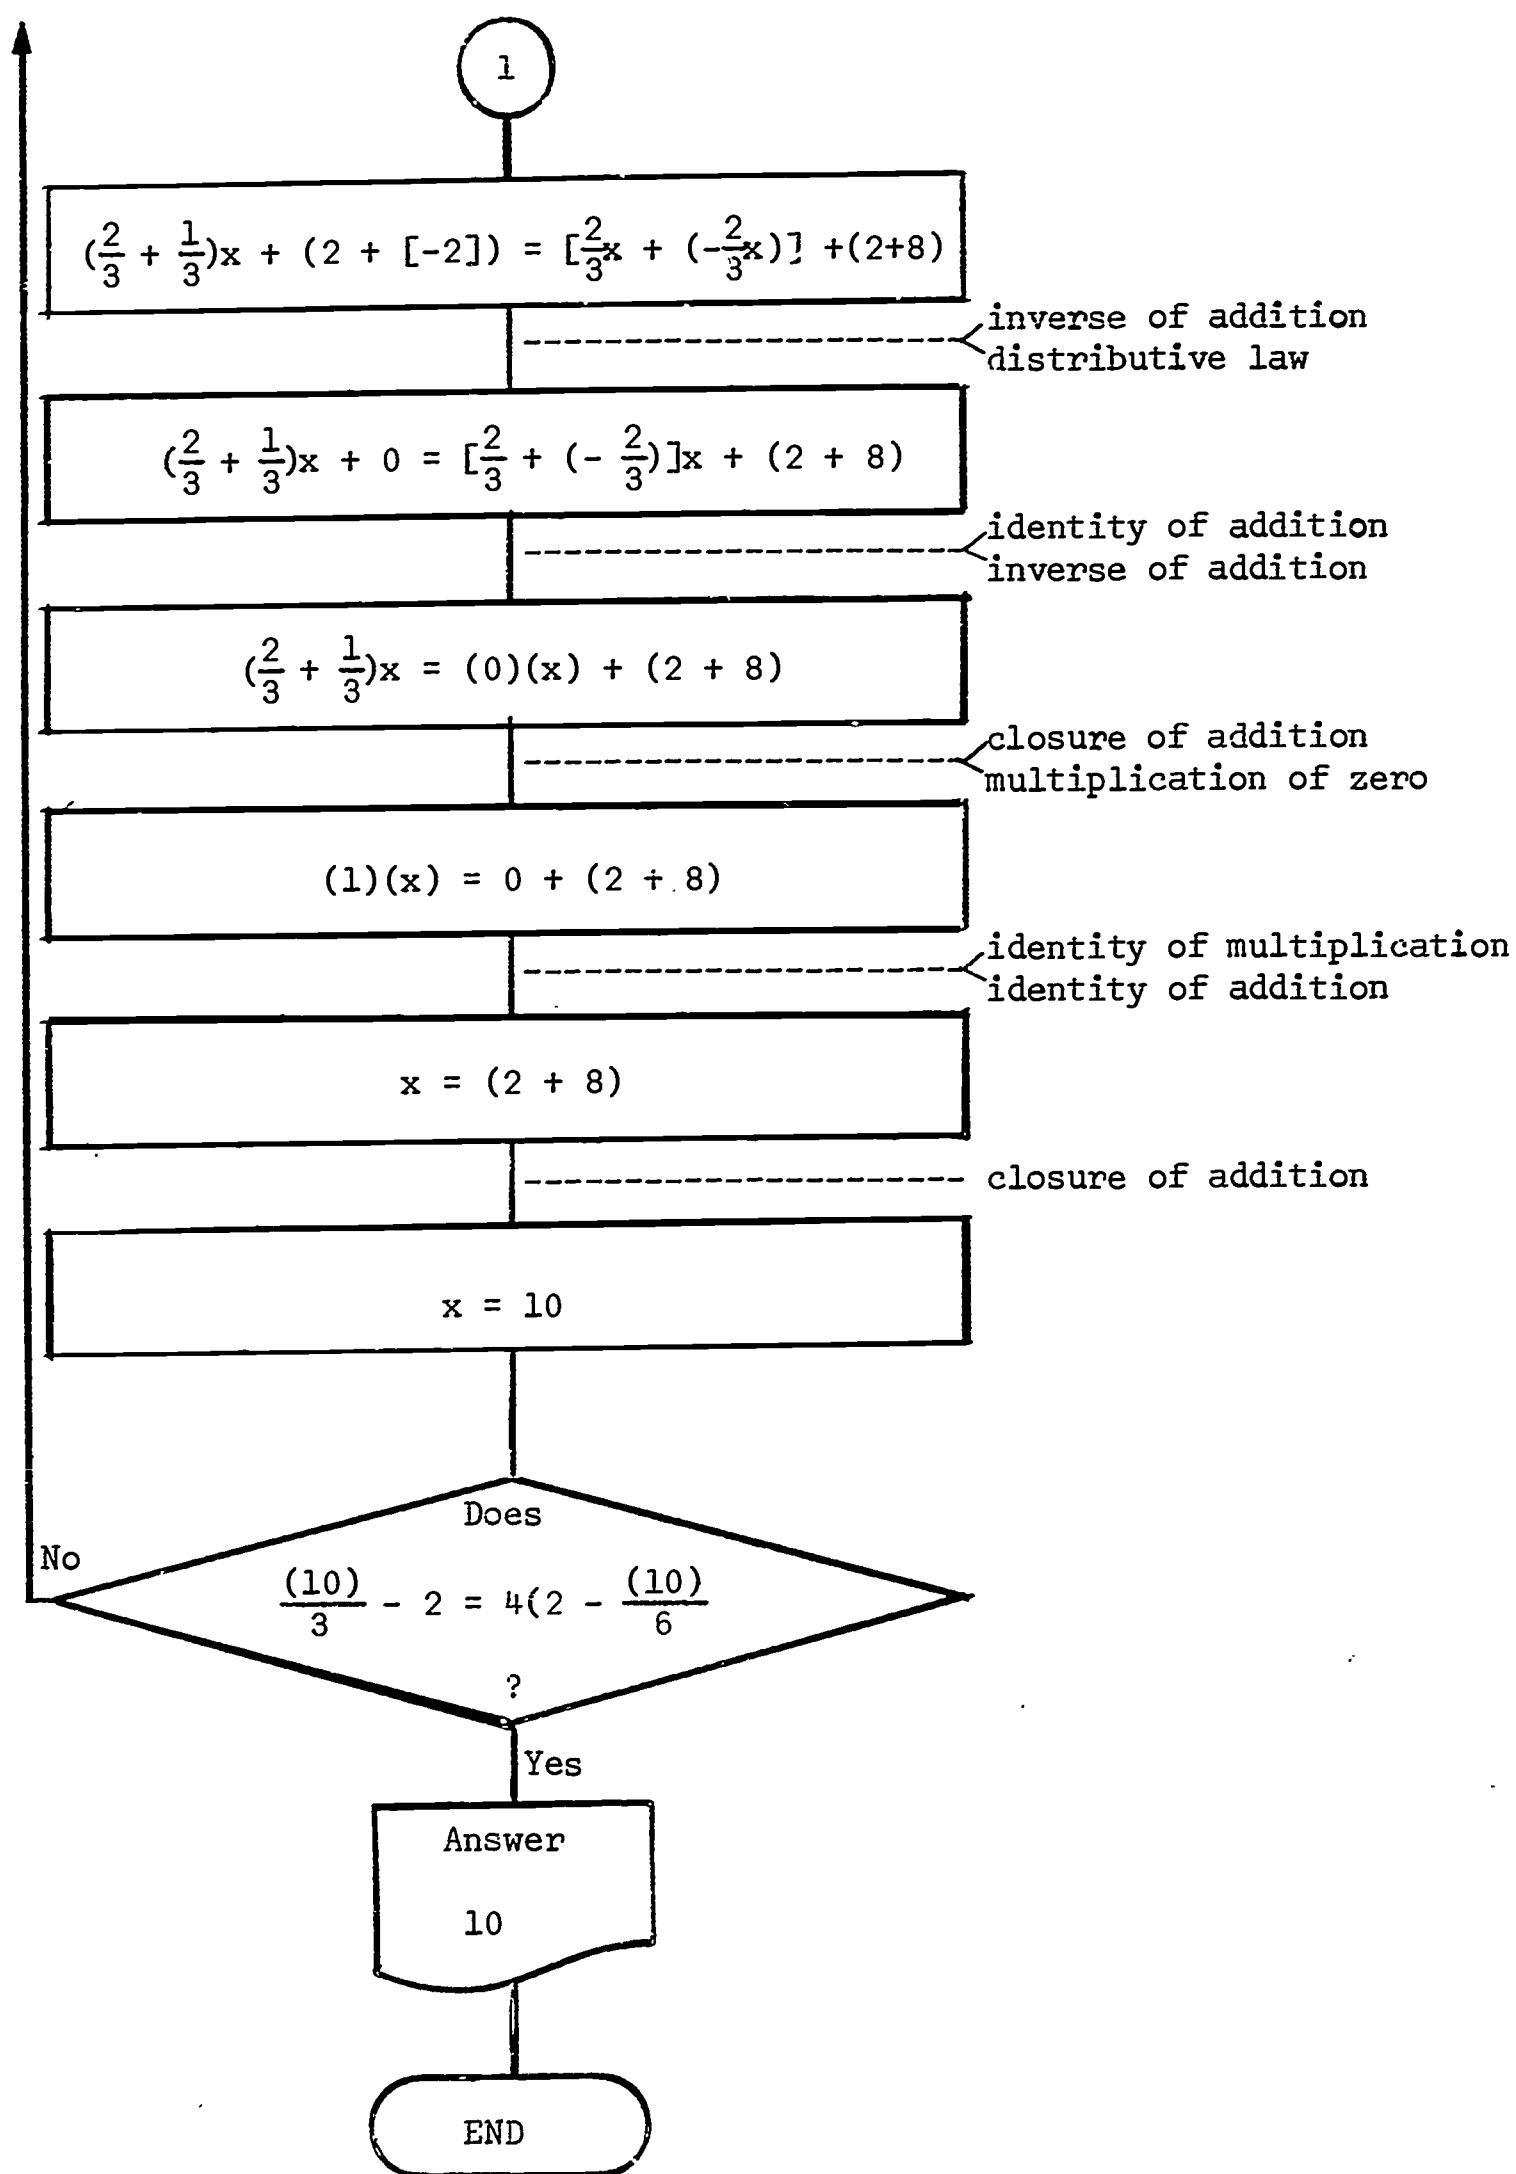 1
(2/3 + 1/3)x + (2 + [-2]) = [2/3x + (-2/3x)] +(2+8)
inverse of addition
distributive law
(2/3 + 1/3)x + 0 = [2/3 + (- 2/3)]x + (2 + 8)
identity of addition
inverse of addition
(2/3 + 1/3)x = (0)(x) + (2 + 8)
closure of addition
multiplication of zero
(1)(x) = 0 + (2 + 8)
identity of multiplication
identity of addition
x = (2 + 8)
closure of addition
x = 10
Does
No
(10)/3 - 2 = 4(2 - (10)/6
?
Yes
Answer
10
END